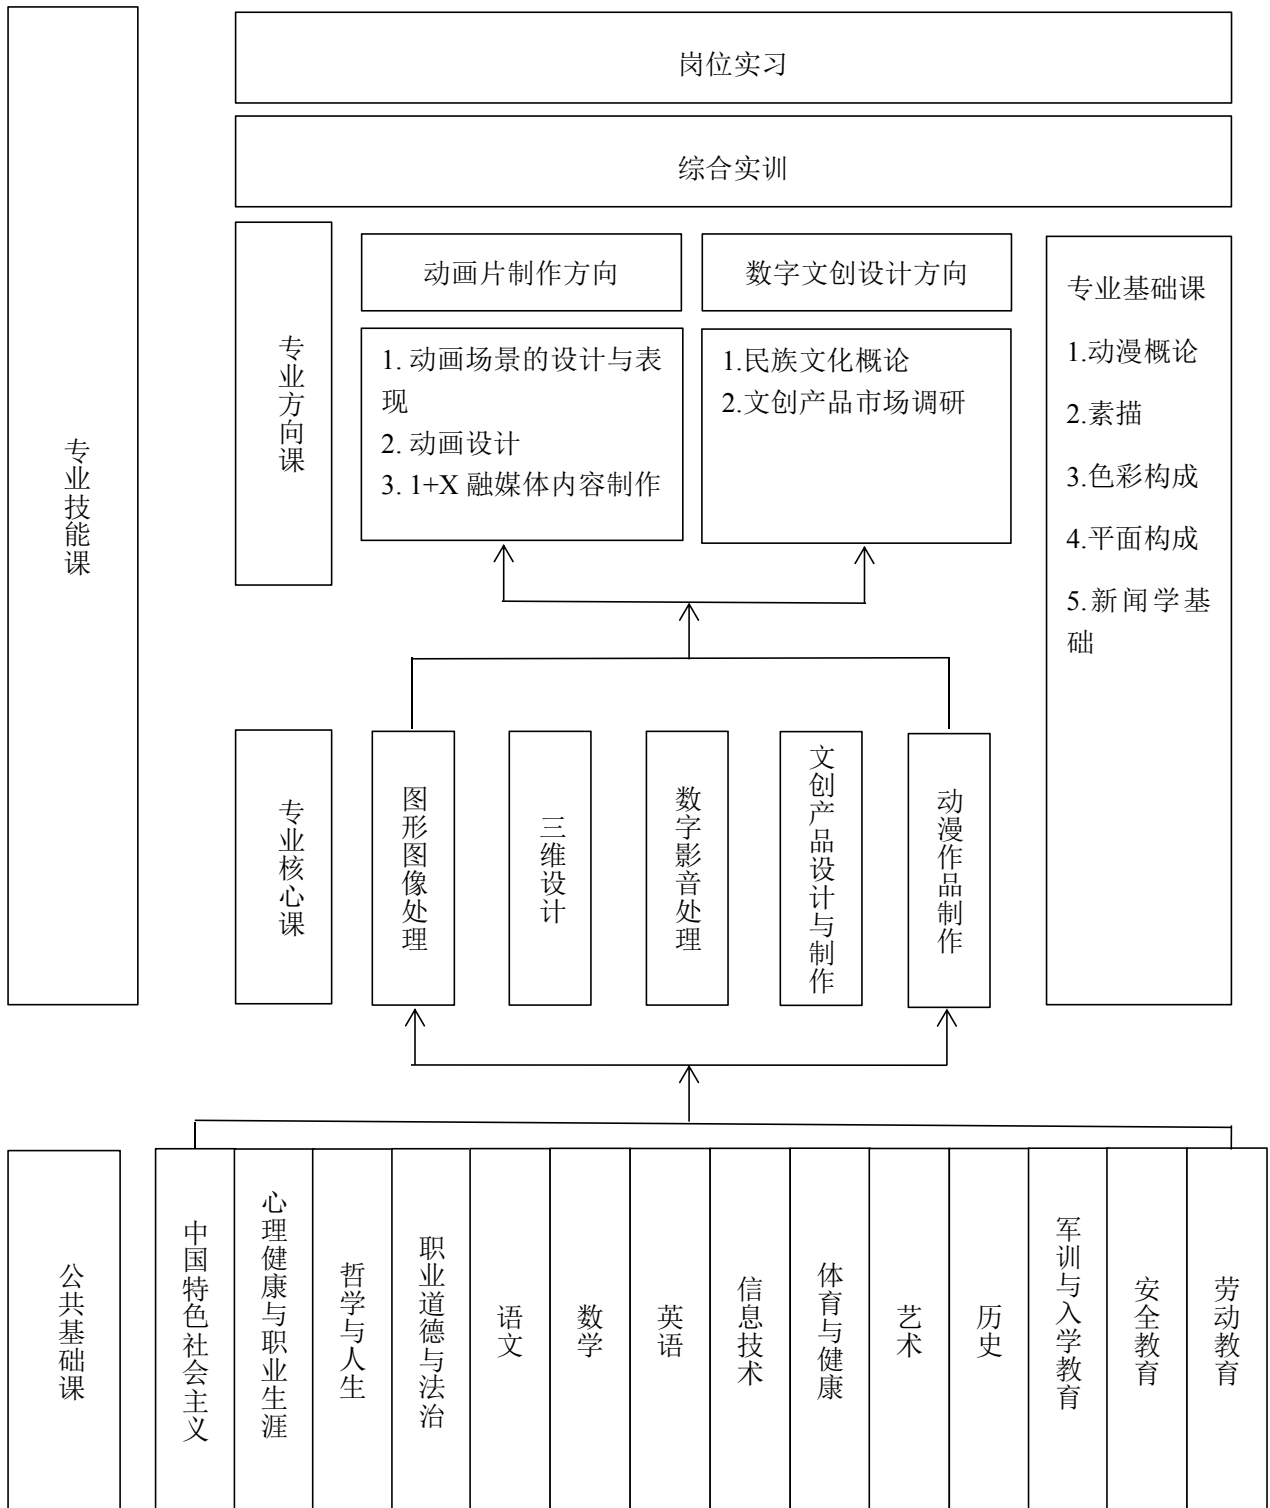 岗位实习
综合实训
专业技能课
专业方向课
动画片制作方向
数字文创设计方向
1. 动画场景的设计与表
现
2. 动画设计
3. 1+X 融媒体内容制作
1.民族文化概论
2.文创产品市场调研
专业基础课
1.动漫概论
2.素描
3.色彩构成
4.平面构成
5.新闻学基
础
专业核心课
图形图像处理
三维设计
数字影音处理
文创产品设计与制作
动漫作品制作
公共基础课
中国特色社会主义
心理健康与职业生涯
哲学与人生
职业道德与法治
语文
数学
英语
信息技术
体育与健康
艺术
历史
军训与入学教育
安全教育
劳动教育